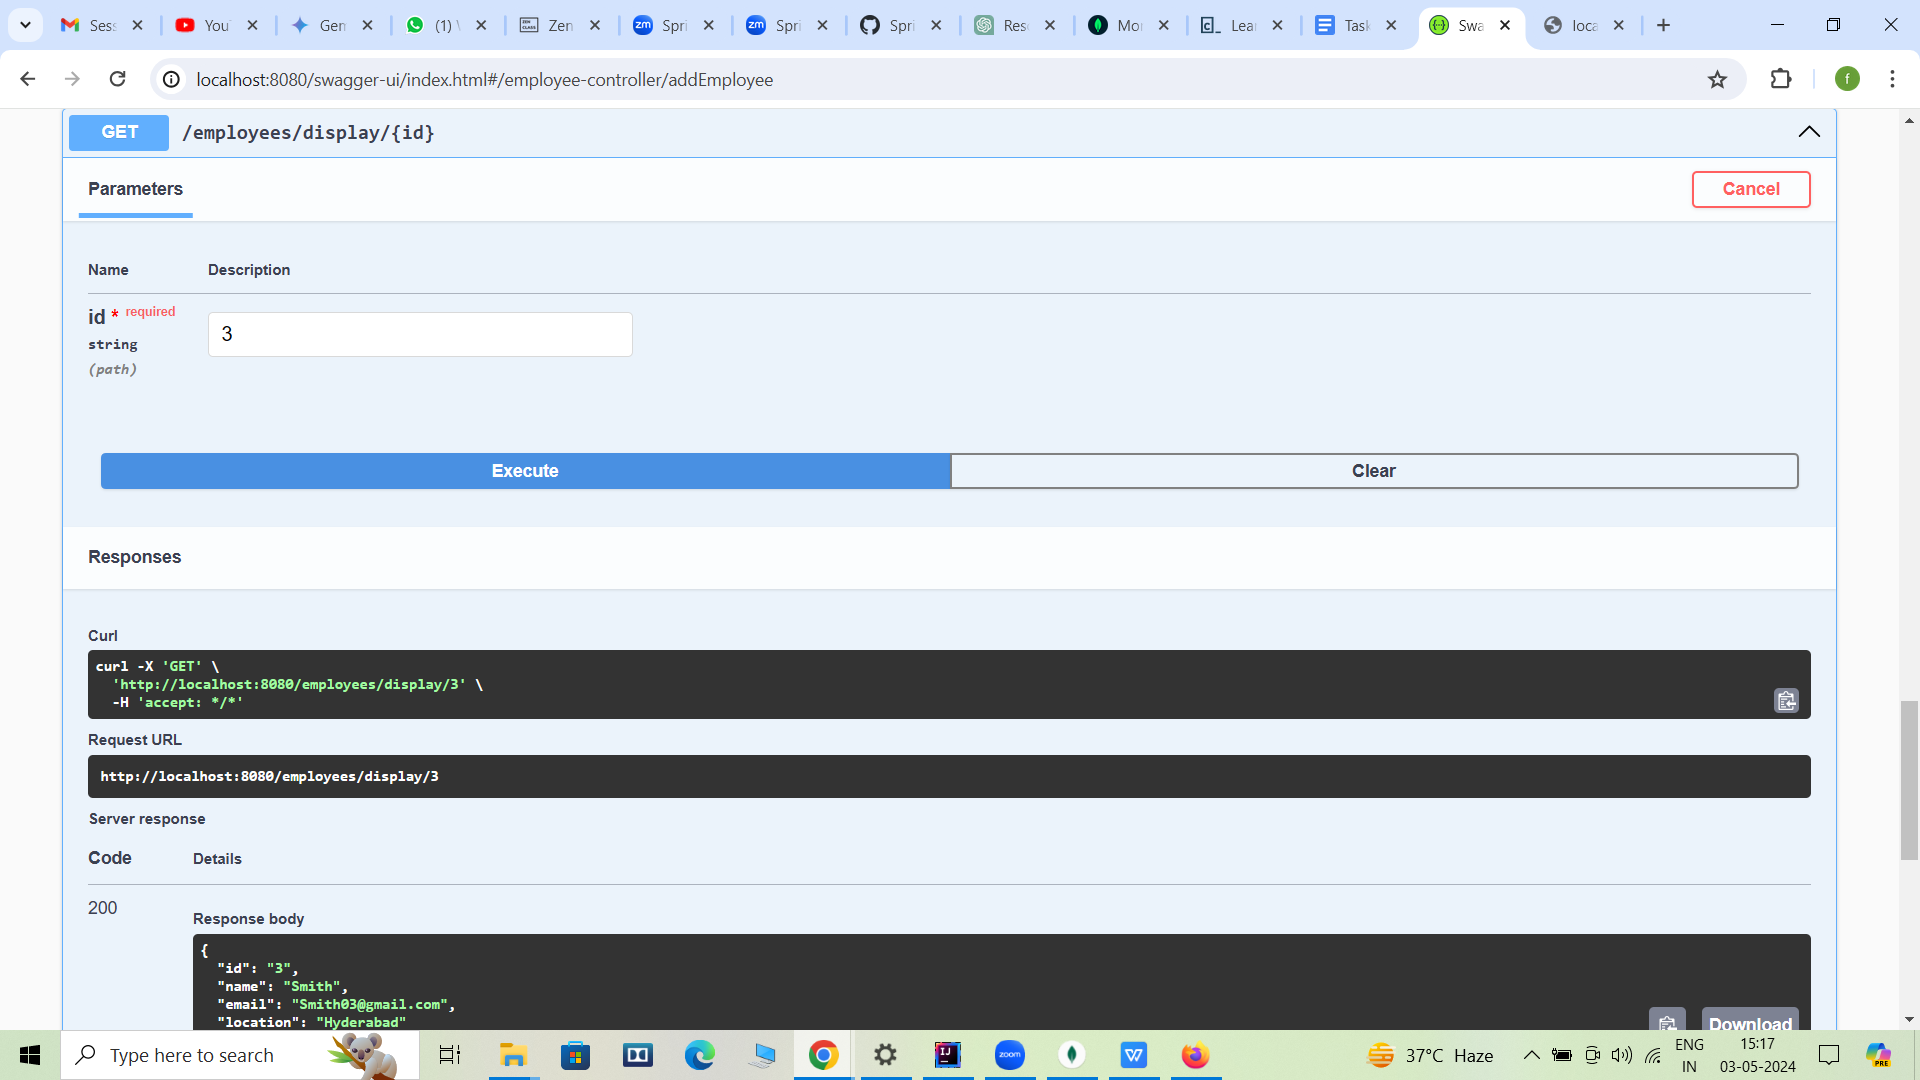 Sess
You
Gen
(1)
Zen
Spri
Spri
Spri
Res
Mo
Lea
Task
Swa
loca
localhost:8080/swagger-ui/index.html#/employee-controller/addEmployee
f
GET /employees/display/{id}
Parameters
Cancel
Name Description
id * required
string
(path)
3
Execute
Clear
Responses
Curl
curl -X 'GET' \
'http://localhost:8080/employees/display/3' \
-H 'accept: */*'
Request URL
http://localhost:8080/employees/display/3
Server response
Code Details
200
Response body
{
"id": "3",
"name": "Smith",
"email": "Smith03@gmail.com",
"location": "Hyderabad"
Download
Type here to search
zoom
37°C Haze
ENG
IN
15:17
03-05-2024